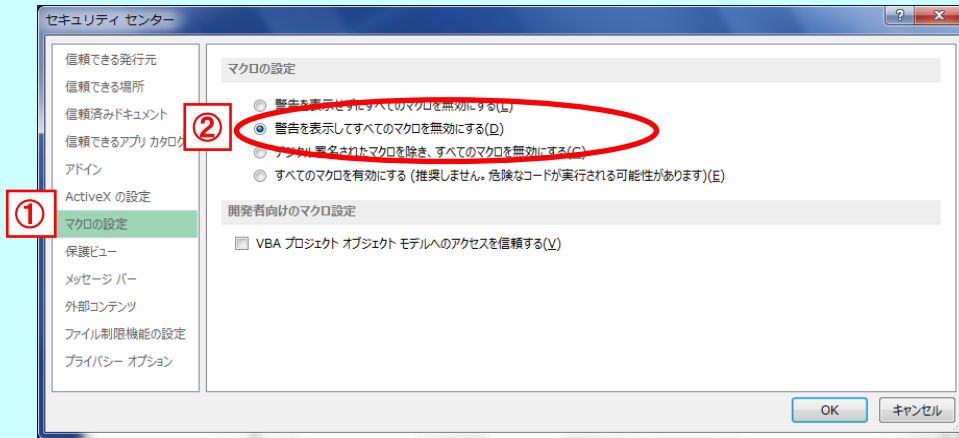 セキュリティ センター
?
信頼できる発行元
信頼できる場所
信頼済みドキュメント
信頼できるアプリ カタログ
アドイン
ActiveX の設定
①
マクロの設定
保護ビュー
メッセージ バー
外部コンテンツ
ファイル制限機能の設定
プライバシー オプション
マクロの設定
警告を表示せずにすべてのマクロを無効にする(L)
②
警告を表示してすべてのマクロを無効にする(D)
デジタル署名されたマクロを除き、すべてのマクロを無効にする(G)
すべてのマクロを有効にする (推奨しません。危険なコードが実行される可能性があります)(E)
開発者向けのマクロ設定
VBA プロジェクト オブジェクト モデルへのアクセスを信頼する(V)
OK
キャンセル